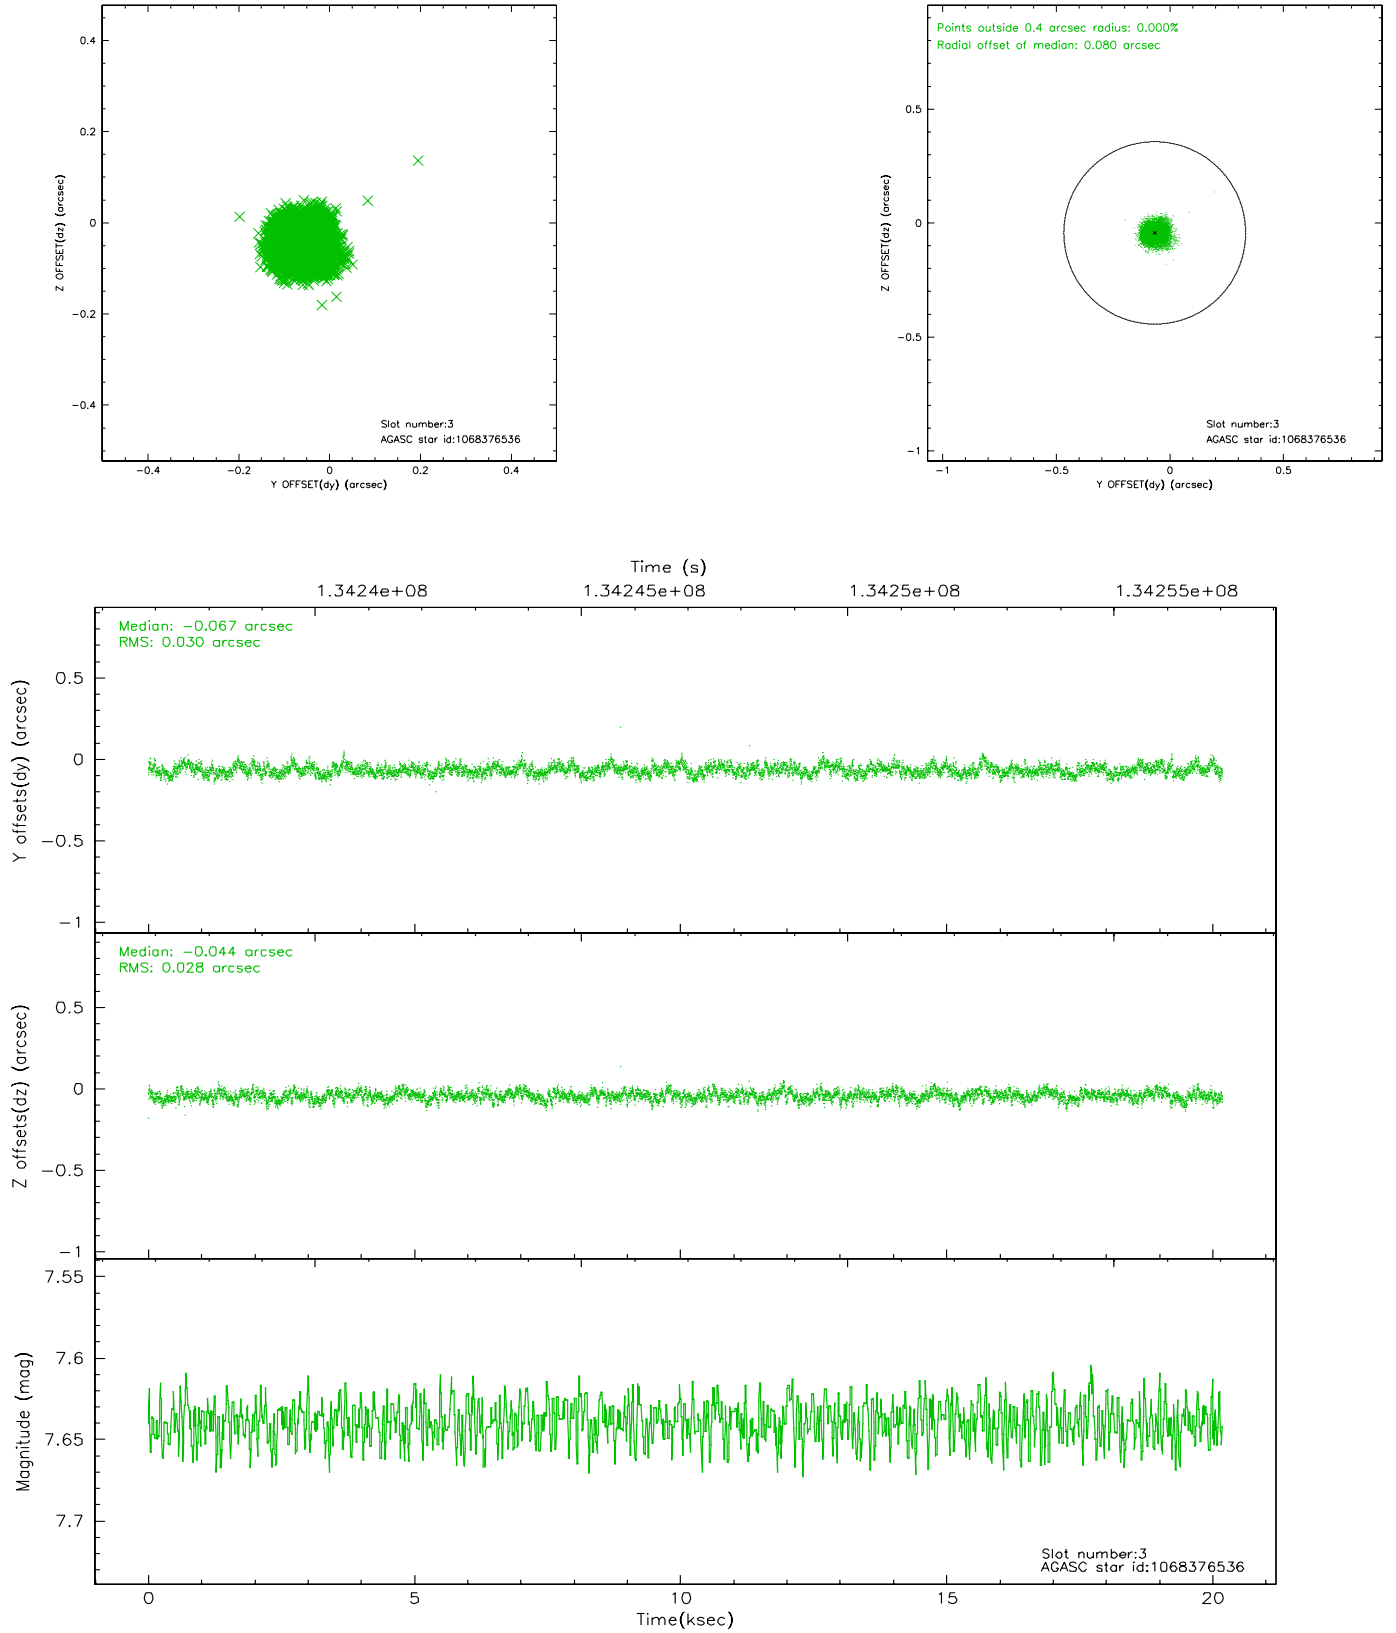 0.4
0.2
0
−0.2
−0.4
Z OFFSET(dz) (arcsec)
Slot number:3
AGASC star id:1068376536
−0.4 −0.2 0 0.2 0.4
Y OFFSET(dy) (arcsec)
Points outside 0.4 arcsec radius: 0.000%
Radial offset of median: 0.080 arcsec
0.5
0
−0.5
−1
Z OFFSET(dz) (arcsec)
Slot number:3
AGASC star id:1068376536
−1 −0.5 0 0.5
Y OFFSET(dy) (arcsec)
Time (s)
1.3424e+08 1.34245e+08 1.3425e+08 1.34255e+08
Median: −0.067 arcsec
RMS: 0.030 arcsec
0.5
0
−0.5
−1
Y offsets(dy) (arcsec)
Median: −0.044 arcsec
RMS: 0.028 arcsec
0.5
0
−0.5
−1
Z offsets(dz) (arcsec)
7.55
7.6
7.65
7.7
Magnitude (mag)
Slot number:3
AGASC star id:1068376536
0 5 10 15 20
Time(ksec)